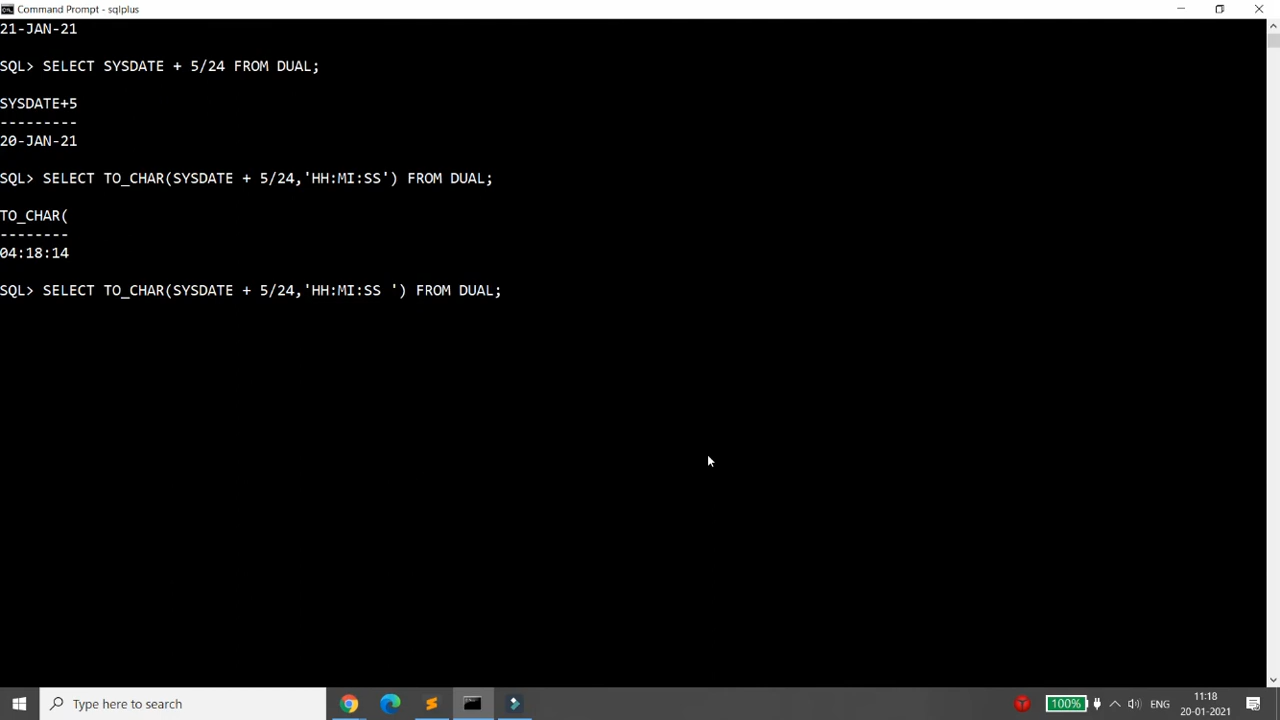 Command Prompt - sqlplus
21-JAN-21
SQL> SELECT SYSDATE + 5/24 FROM DUAL;
SYSDATE+5
---------
20-JAN-21
SQL> SELECT TO_CHAR(SYSDATE + 5/24,'HH:MI:SS') FROM DUAL;
TO_CHAR(
--------
04:18:14
SQL> SELECT TO_CHAR(SYSDATE + 5/24,'HH:MI:SS ') FROM DUAL;
Type here to search
100%
ENG
11:18
20-01-2021